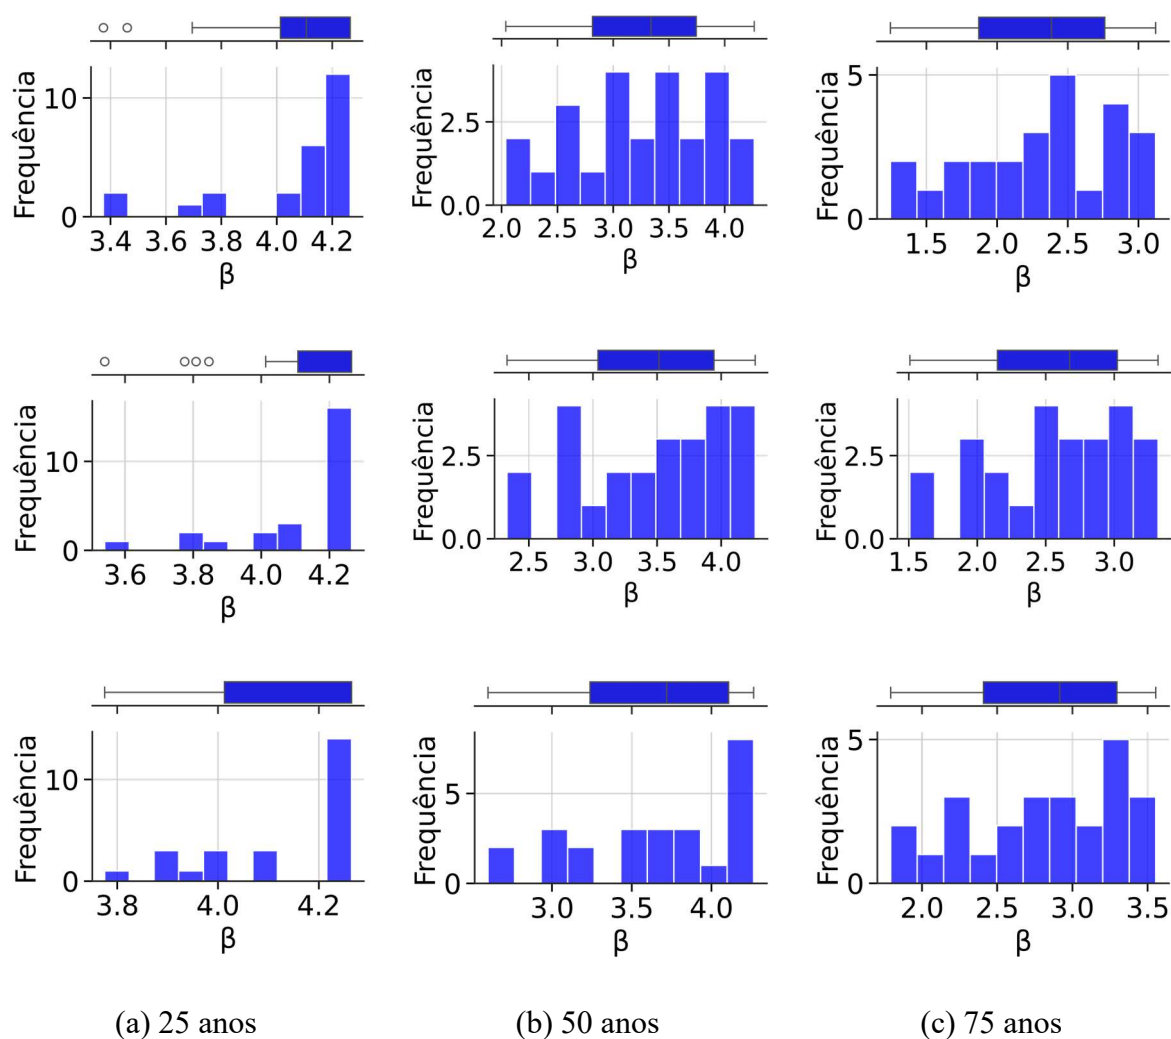 Frequência
10
0
3.4 3.6 3.8 4.0 4.2
β
Frequência
2.5
0.0
2.0 2.5 3.0 3.5 4.0
β
Frequência
5
0
1.5 2.0 2.5 3.0
β
Frequência
10
0
3.6 3.8 4.0 4.2
β
Frequência
2.5
0.0
2.5 3.0 3.5 4.0
β
Frequência
2.5
0.0
1.5 2.0 2.5 3.0
β
Frequência
10
0
3.8 4.0 4.2
β
Frequência
5
0
3.0 3.5 4.0
β
Frequência
5
0
2.0 2.5 3.0 3.5
β
(a) 25 anos
(b) 50 anos
(c) 75 anos